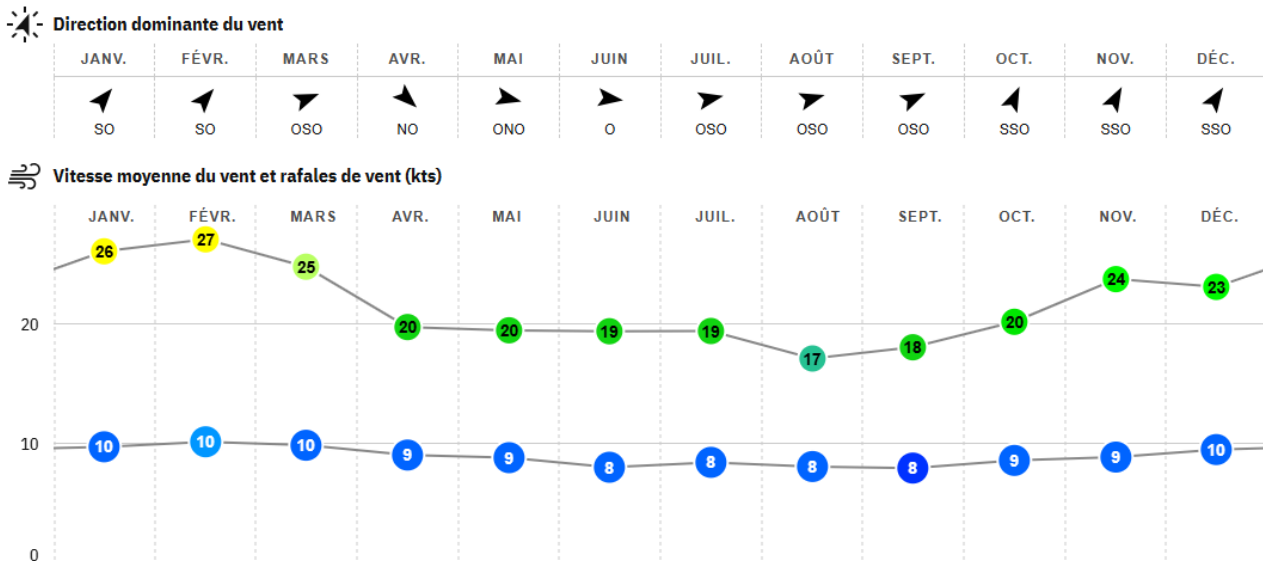 Direction dominante du vent
JANV. FÉVR. MARS AVR. MAI JUIN JUIL. AOÛT SEPT. OCT. NOV. DÉC.
SO SO OSO NO ONO O OSO OSO OSO SSO SSO SSO
Vitesse moyenne du vent et rafales de vent (kts)
JANV. FÉVR. MARS AVR. MAI JUIN JUIL. AOÛT SEPT. OCT. NOV. DÉC.
26 27 25 20 20 19 19 17 18 20 24 23
20
10
10 10 10 9 9 8 8 8 8 9 9 10
0